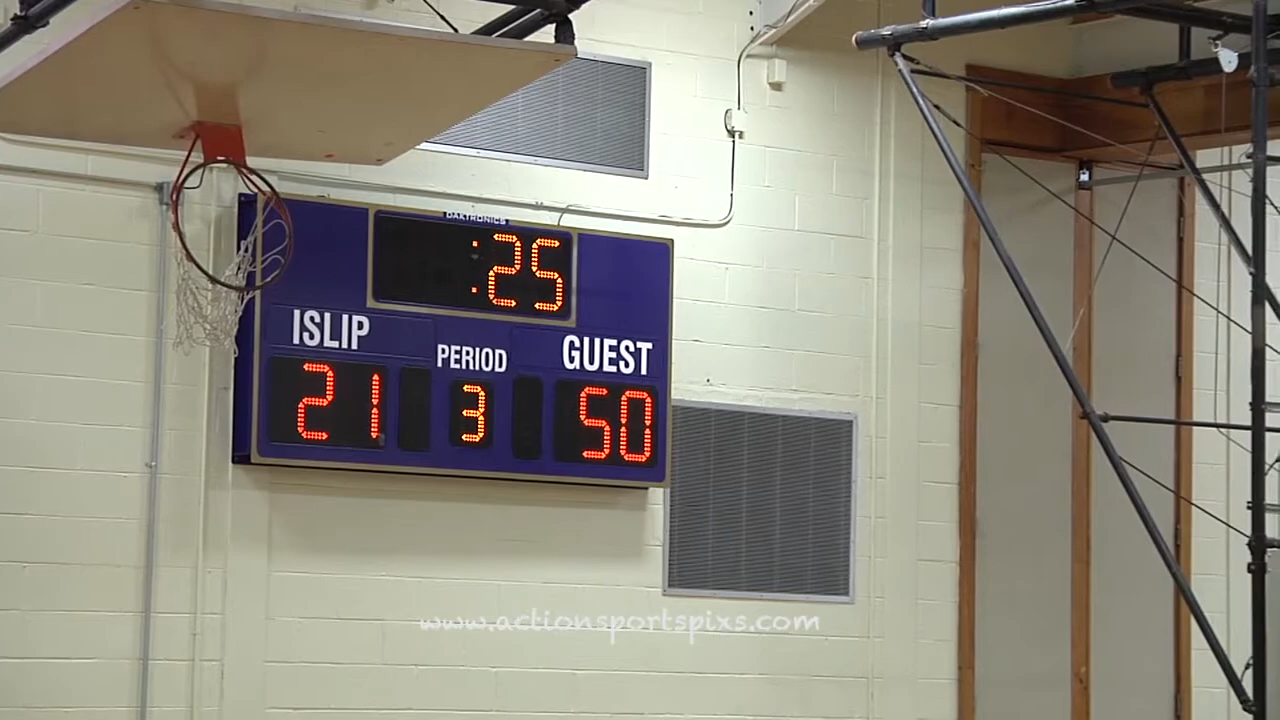 DAKTRONICS
:25
ISLIP
PERIOD
GUEST
21
3
50
www.actionsportspixs.com